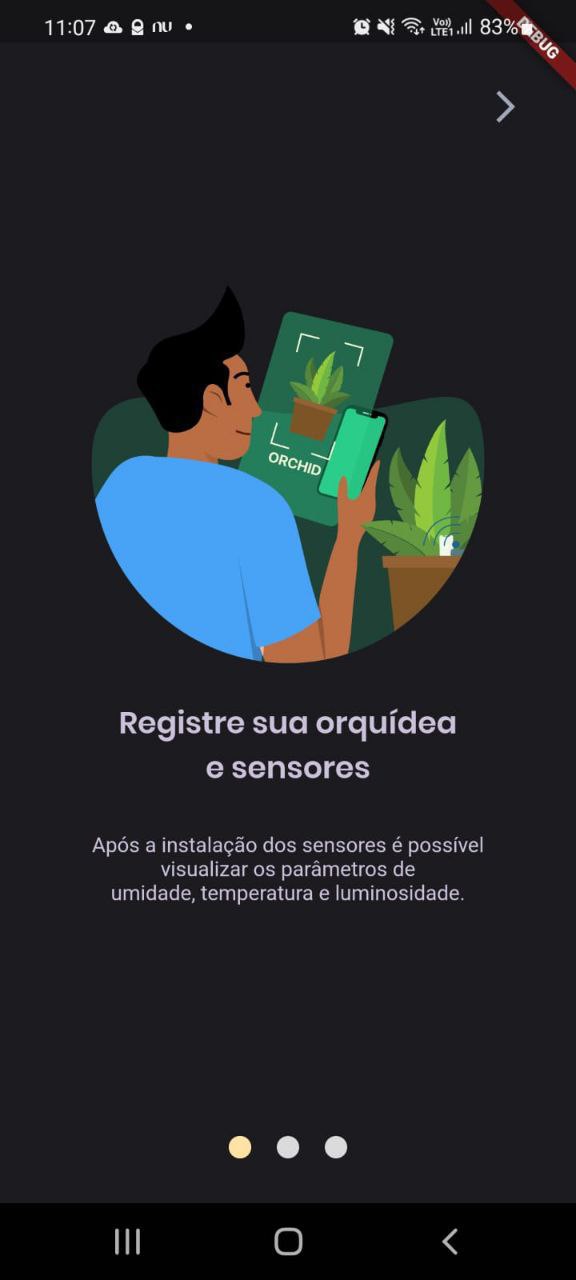 11:07
nu
Vo))
LTE1
83%
DEBUG
ORCHID
Registre sua orquídea
e sensores
Após a instalação dos sensores é possível
visualizar os parâmetros de
umidade, temperatura e luminosidade.